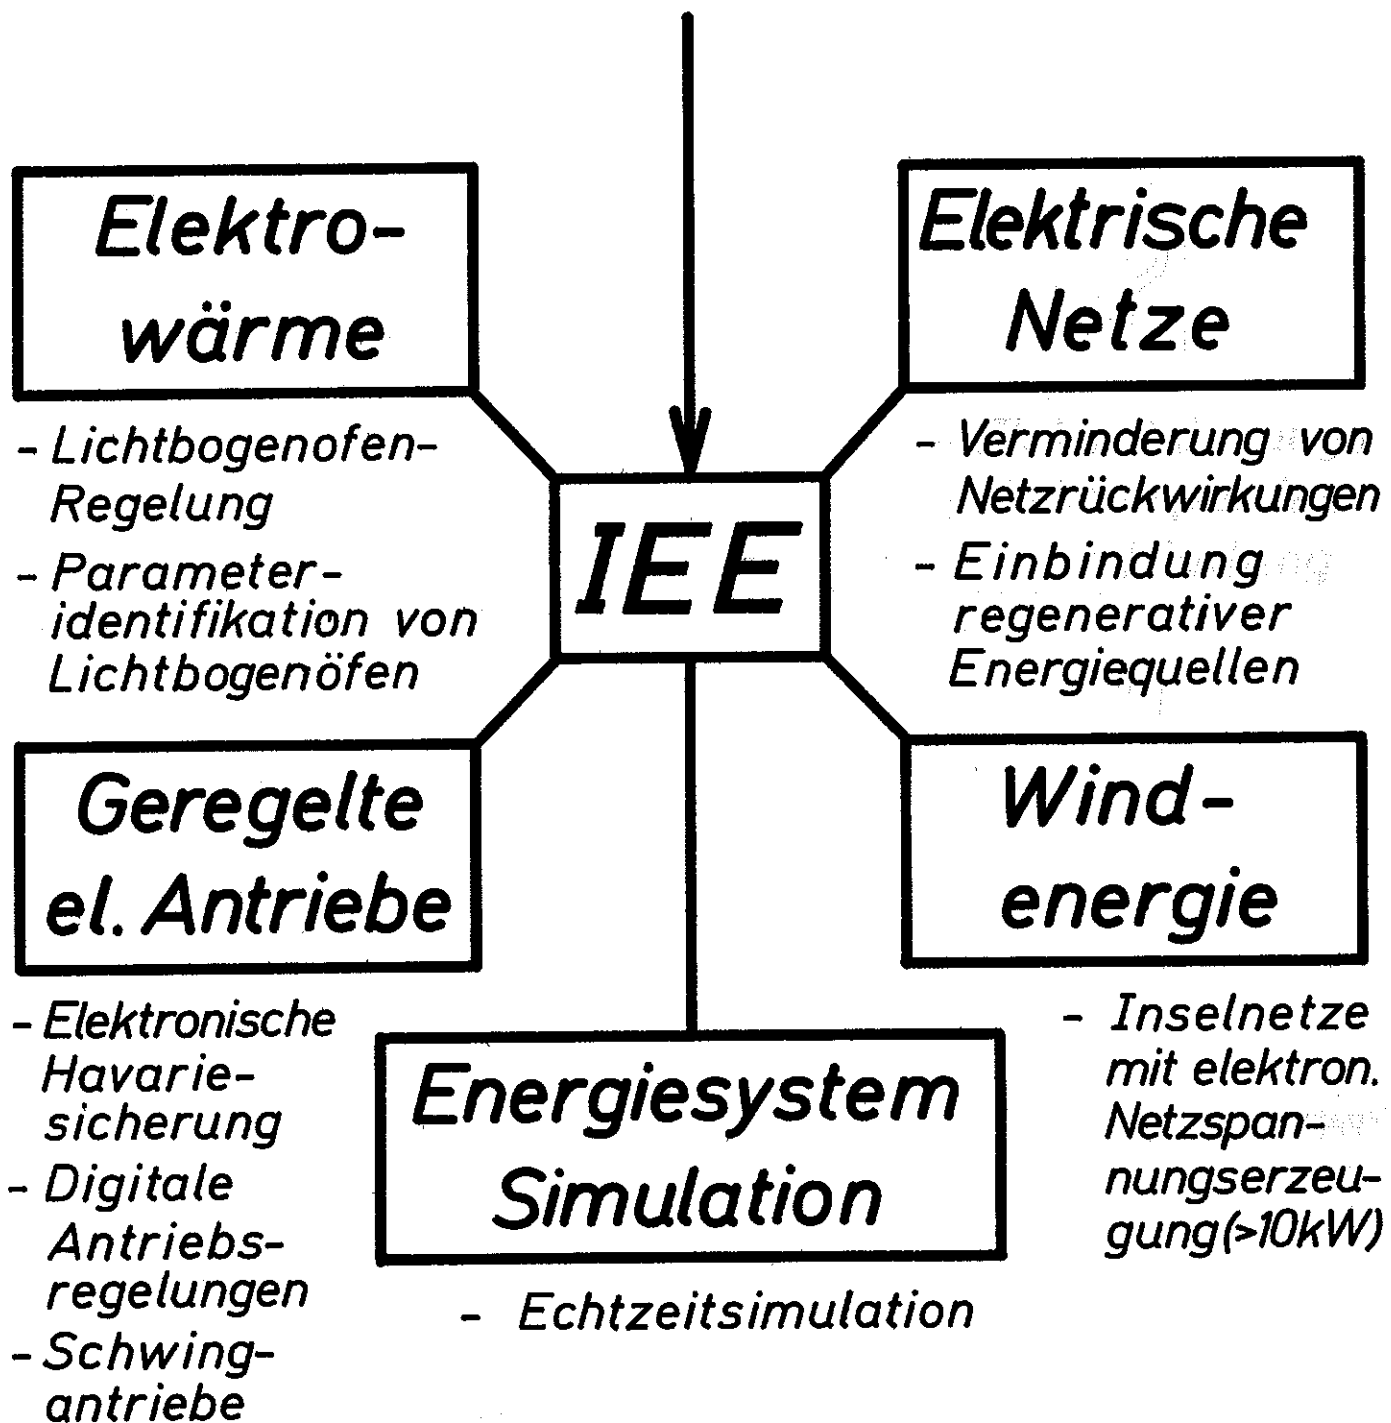 Elektro-
wärme
- Lichtbogenofen-
Regelung
- Parameter-
identifikation von
Lichtbogenöfen
Elektrische
Netze
- Verminderung von
Netzrückwirkungen
- Einbindung
regenerativer
Energiequellen
IEE
Geregelte
el. Antriebe
- Elektronische
Havarie-
sicherung
- Digitale
Antriebs-
regelungen
- Schwing-
antriebe
Wind-
energie
- Inselnetze
mit elektron.
Netzspan-
nungserzeu-
gung(>10kW)
Energiesystem
Simulation
- Echtzeitsimulation